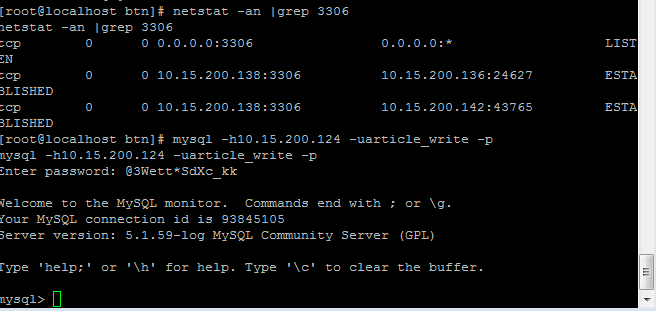 [root@localhost btn]# netstat -an |grep 3306
netstat -an |grep 3306
tcp 0 0 0.0.0.0:3306 0.0.0.0:* LIST
EN
tcp 0 0 10.15.200.138:3306 10.15.200.136:24627 ESTA
BLISHED
tcp 0 0 10.15.200.138:3306 10.15.200.142:43765 ESTA
BLISHED
[root@localhost btn]# mysql -h10.15.200.124 -uarticle_write -p
mysql -h10.15.200.124 -uarticle_write -p
Enter password: @3Wett*SdXc_kk
Welcome to the MySQL monitor. Commands end with ; or \g.
Your MySQL connection id is 93845105
Server version: 5.1.59-log MySQL Community Server (GPL)
Type 'help;' or '\h' for help. Type '\c' to clear the buffer.
mysql>